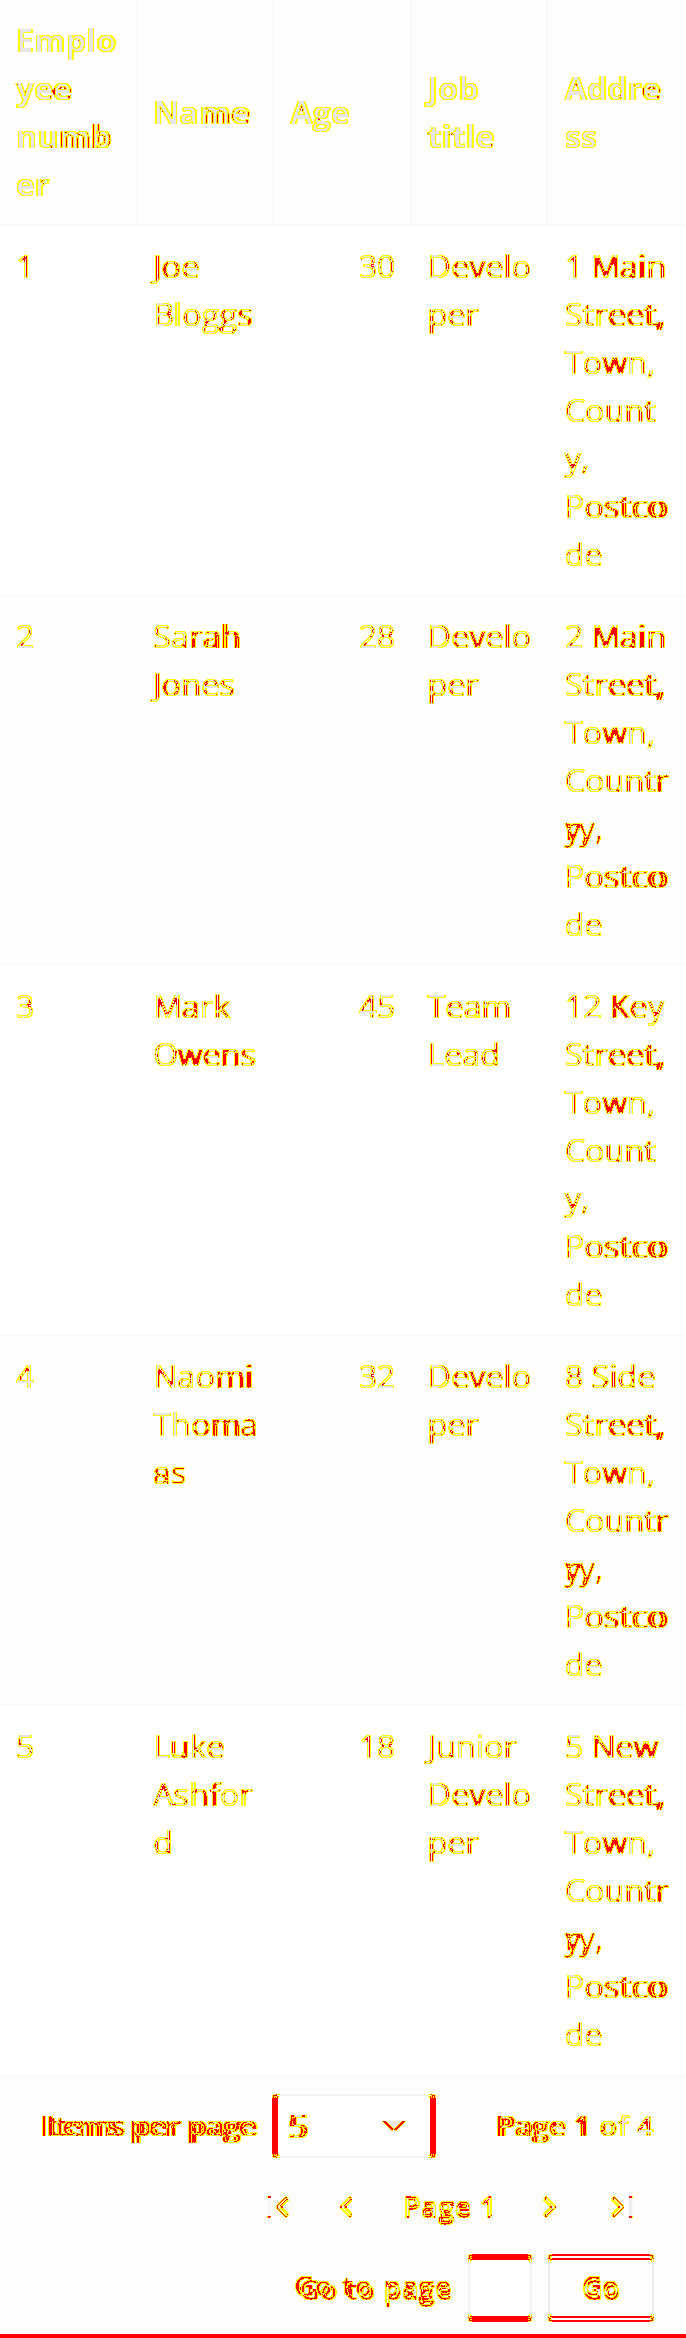 Employee number
Name
Age
Job title
Address
1
Joe Bloggs
30
Developer
1 Main Street, Town, County, Postcode
2
Sarah Jones
28
Developer
2 Main Street, Town, Country, Postcode
3
Mark Owens
45
Team Lead
12 Key Street, Town, County, Postcode
4
Naomi Thomas
32
Developer
8 Side Street, Town, Country, Postcode
5
Luke Ashford
18
Junior Developer
5 New Street, Town, Country, Postcode
Items per page 5 Page 1 of 4
Page 1
Go to page Go